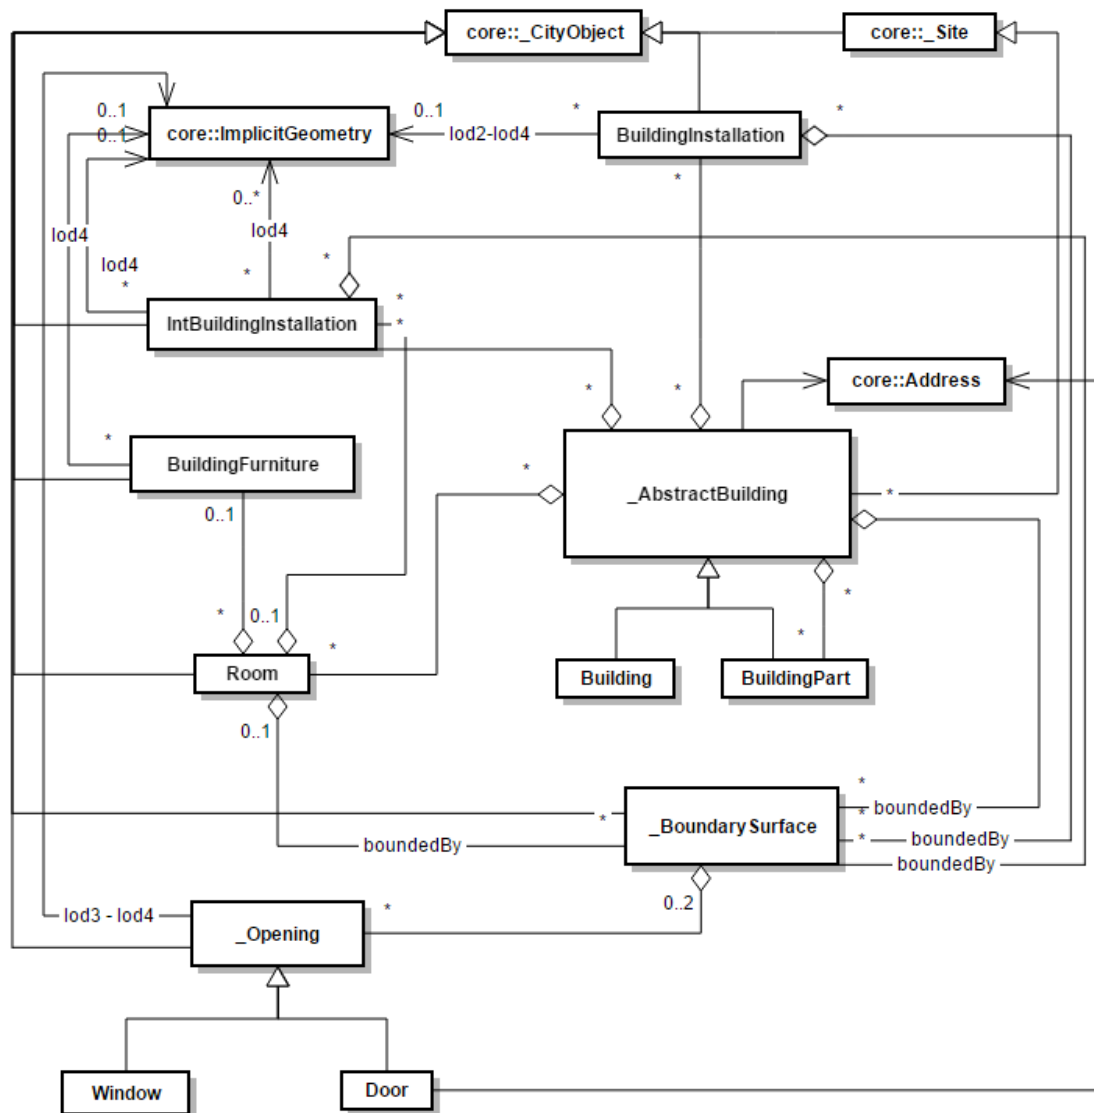 core::_CityObject
core::_Site
0..1
0..1
core::ImplicitGeometry
0..1
lod2-lod4
*
BuildingInstallation
*
*
0..*
lod4
lod4
lod4
*
*
*
*
*
IntBuildingInstallation
core::Address
*
*
*
BuildingFurniture
*
_AbstractBuilding
*
0..1
*
0..1
*
*
*
Room
Building
BuildingPart
0..1
*
boundedBy
*
*
_BoundarySurface
*
boundedBy
boundedBy
boundedBy
0..2
lod3 - lod4
*
_Opening
Window
Door